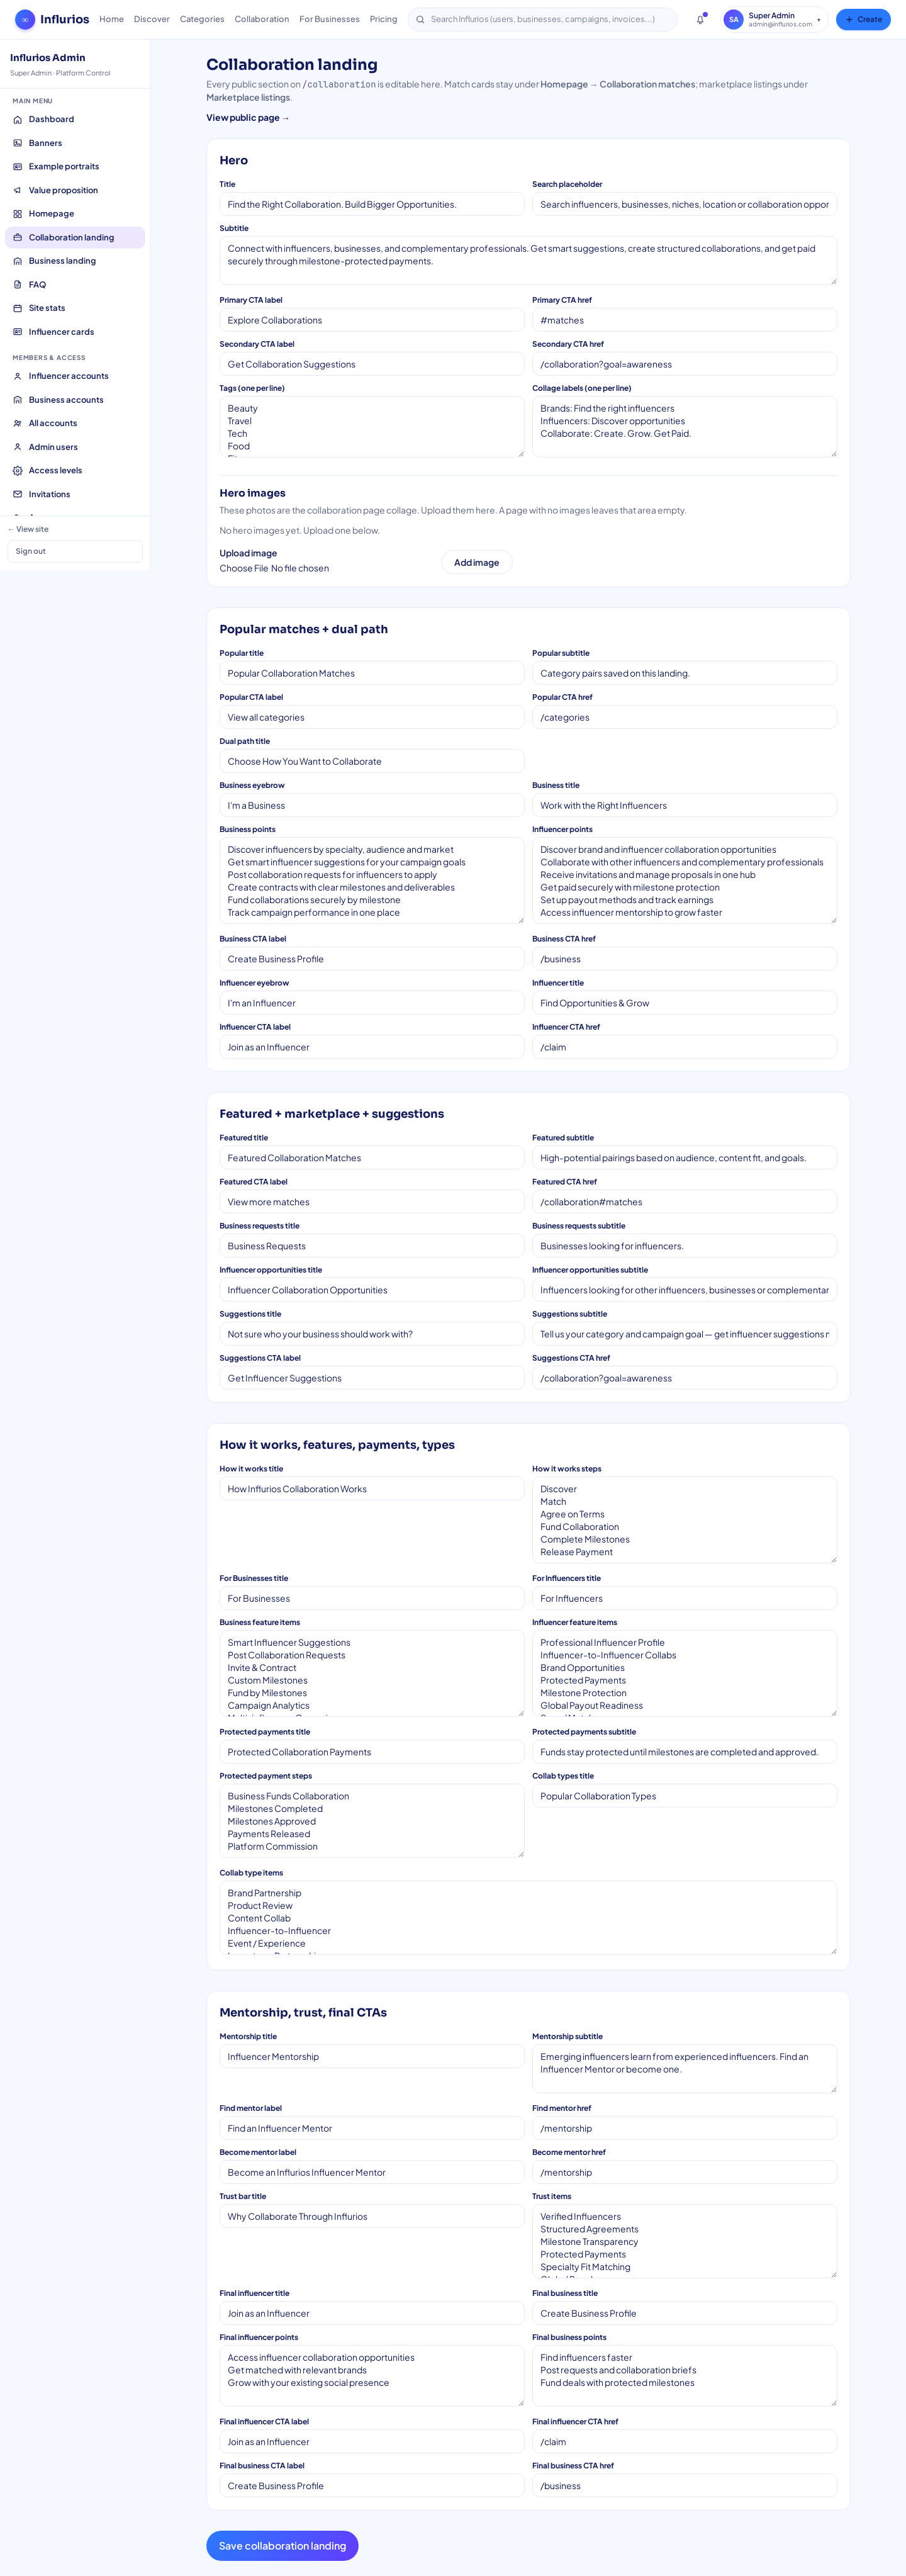 Influrios
Home
Discover
Categories
Collaboration
For Businesses
Pricing
Search Influrios (users, businesses, campaigns, invoices...)
SA
Super Admin
admin@influrios.com
Create
Influrios Admin
Super Admin · Platform Control
MAIN MENU
Dashboard
Banners
Example portraits
Value proposition
Homepage
Collaboration landing
Business landing
FAQ
Site stats
Influencer cards
MEMBERS & ACCESS
Influencer accounts
Business accounts
All accounts
Admin users
Access levels
Invitations
← View site
Sign out
Collaboration landing
Every public section on /collaboration is editable here. Match cards stay under Homepage → Collaboration matches; marketplace listings under
Marketplace listings.
View public page →
Hero
Title
Search placeholder
Find the Right Collaboration. Build Bigger Opportunities.
Search influencers, businesses, niches, location or collaboration oppor
Subtitle
Connect with influencers, businesses, and complementary professionals. Get smart suggestions, create structured collaborations, and get paid
securely through milestone-protected payments.
Primary CTA label
Primary CTA href
Explore Collaborations
#matches
Secondary CTA label
Secondary CTA href
Get Collaboration Suggestions
/collaboration?goal=awareness
Tags (one per line)
Collage labels (one per line)
Beauty
Travel
Tech
Food
Brands: Find the right influencers
Influencers: Discover opportunities
Collaborate: Create. Grow. Get Paid.
Hero images
These photos are the collaboration page collage. Upload them here. A page with no images leaves that area empty.
No hero images yet. Upload one below.
Upload image
Choose File No file chosen
Add image
Popular matches + dual path
Popular title
Popular subtitle
Popular Collaboration Matches
Category pairs saved on this landing.
Popular CTA label
Popular CTA href
View all categories
/categories
Dual path title
Choose How You Want to Collaborate
Business eyebrow
Business title
I'm a Business
Work with the Right Influencers
Business points
Influencer points
Discover influencers by specialty, audience and market
Get smart influencer suggestions for your campaign goals
Post collaboration requests for influencers to apply
Create contracts with clear milestones and deliverables
Fund collaborations securely by milestone
Track campaign performance in one place
Discover brand and influencer collaboration opportunities
Collaborate with other influencers and complementary professionals
Receive invitations and manage proposals in one hub
Get paid securely with milestone protection
Set up payout methods and track earnings
Access influencer mentorship to grow faster
Business CTA label
Business CTA href
Create Business Profile
/business
Influencer eyebrow
Influencer title
I'm an Influencer
Find Opportunities & Grow
Influencer CTA label
Influencer CTA href
Join as an Influencer
/claim
Featured + marketplace + suggestions
Featured title
Featured subtitle
Featured Collaboration Matches
High-potential pairings based on audience, content fit, and goals.
Featured CTA label
Featured CTA href
View more matches
/collaboration#matches
Business requests title
Business requests subtitle
Business Requests
Businesses looking for influencers.
Influencer opportunities title
Influencer opportunities subtitle
Influencer Collaboration Opportunities
Influencers looking for other influencers, businesses or complementar
Suggestions title
Suggestions subtitle
Not sure who your business should work with?
Tell us your category and campaign goal — get influencer suggestions r
Suggestions CTA label
Suggestions CTA href
Get Influencer Suggestions
/collaboration?goal=awareness
How it works, features, payments, types
How it works title
How it works steps
How Influrios Collaboration Works
Discover
Match
Agree on Terms
Fund Collaboration
Complete Milestones
Release Payment
For Businesses title
For Influencers title
For Businesses
For Influencers
Business feature items
Influencer feature items
Smart Influencer Suggestions
Post Collaboration Requests
Invite & Contract
Custom Milestones
Fund by Milestones
Campaign Analytics
Professional Influencer Profile
Influencer-to-Influencer Collabs
Brand Opportunities
Protected Payments
Milestone Protection
Global Payout Readiness
Protected payments title
Protected payments subtitle
Protected Collaboration Payments
Funds stay protected until milestones are completed and approved.
Protected payment steps
Collab types title
Business Funds Collaboration
Milestones Completed
Milestones Approved
Payments Released
Platform Commission
Popular Collaboration Types
Collab type items
Brand Partnership
Product Review
Content Collab
Influencer-to-Influencer
Event / Experience
Mentorship, trust, final CTAs
Mentorship title
Mentorship subtitle
Influencer Mentorship
Emerging influencers learn from experienced influencers. Find an
Influencer Mentor or become one.
Find mentor label
Find mentor href
Find an Influencer Mentor
/mentorship
Become mentor label
Become mentor href
Become an Influrios Influencer Mentor
/mentorship
Trust bar title
Trust items
Why Collaborate Through Influrios
Verified Influencers
Structured Agreements
Milestone Transparency
Protected Payments
Specialty Fit Matching
Final influencer title
Final business title
Join as an Influencer
Create Business Profile
Final influencer points
Final business points
Access influencer collaboration opportunities
Get matched with relevant brands
Grow with your existing social presence
Find influencers faster
Post requests and collaboration briefs
Fund deals with protected milestones
Final influencer CTA label
Final influencer CTA href
Join as an Influencer
/claim
Final business CTA label
Final business CTA href
Create Business Profile
/business
Save collaboration landing